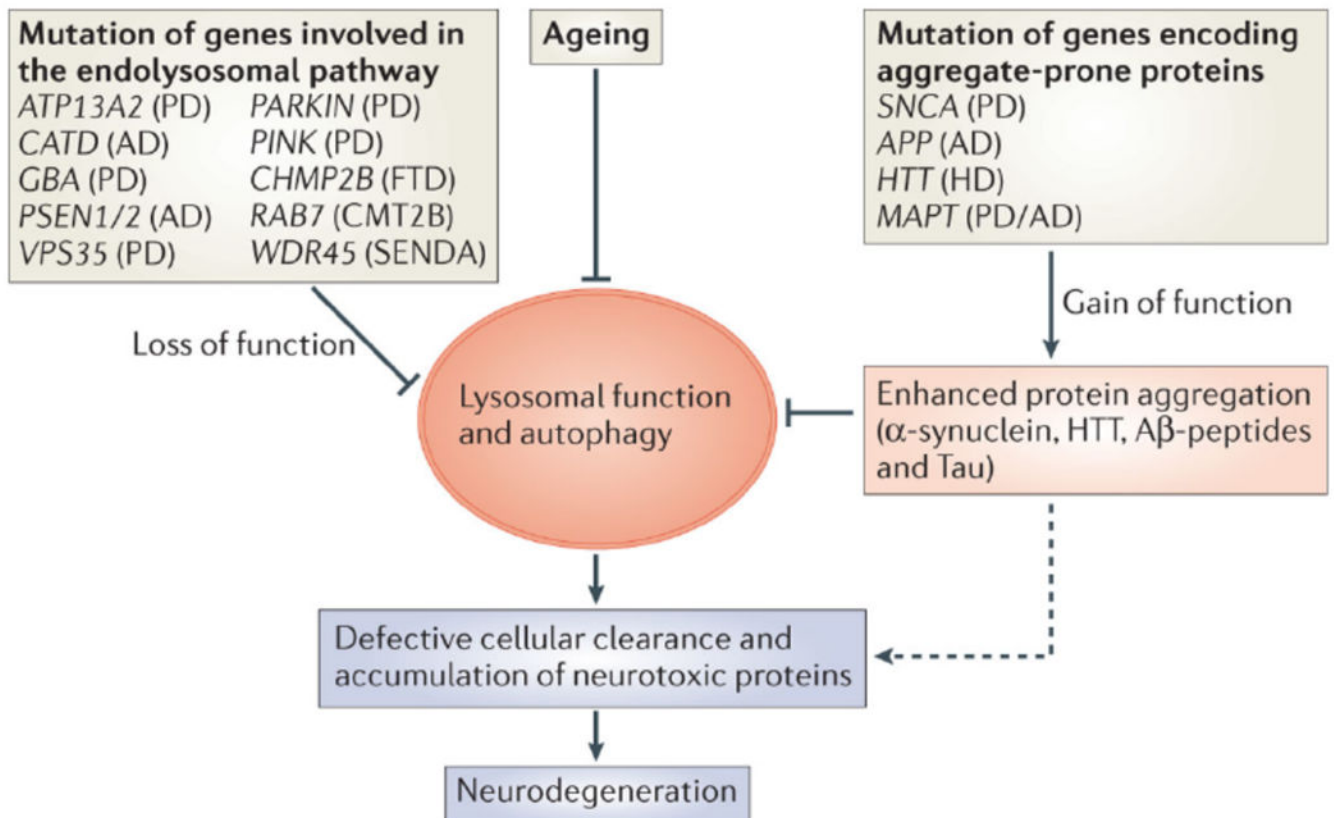 Mutation of genes involved in
the endolysosomal pathway
ATP13A2 (PD) PARKIN (PD)
CATD (AD) PINK (PD)
GBA (PD) CHMP2B (FTD)
PSEN1/2 (AD) RAB7 (CMT2B)
VPS35 (PD) WDR45 (SENDA)
Ageing
Mutation of genes encoding
aggregate-prone proteins
SNCA (PD)
APP (AD)
HTT (HD)
MAPT (PD/AD)
Loss of function
Gain of function
Lysosomal function
and autophagy
Enhanced protein aggregation
(α-synuclein, HTT, Aβ-peptides
and Tau)
Defective cellular clearance and
accumulation of neurotoxic proteins
Neurodegeneration